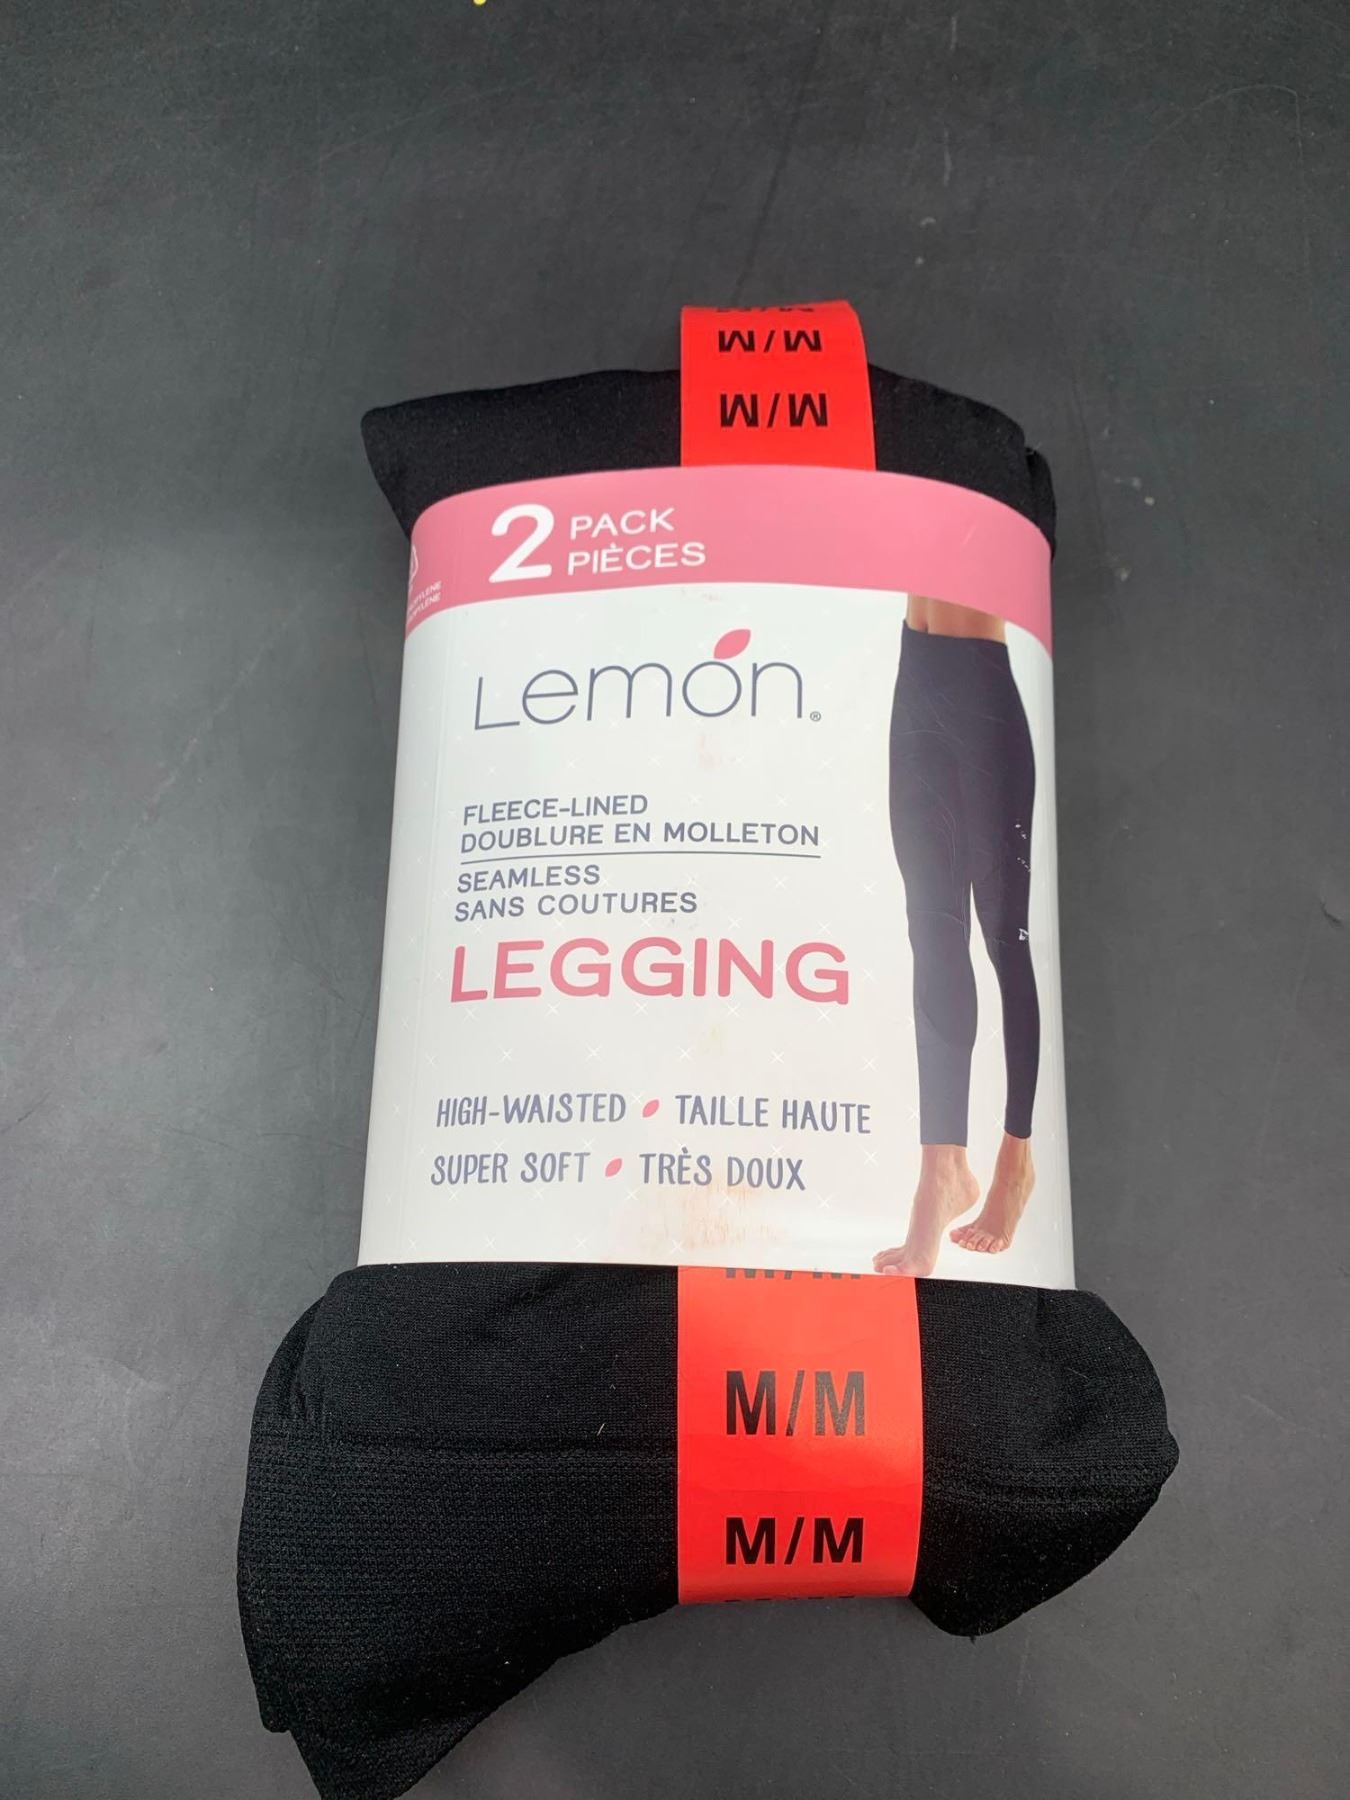 M/M
M/M
2 PACK
PIÈCES
Lemon®
FLEECE-LINED
DOUBLURE EN MOLLETON
SEAMLESS
SANS COUTURES
LEGGING
HIGH-WAISTED • TAILLE HAUTE
SUPER SOFT • TRÈS DOUX
M/M
M/M
M/M